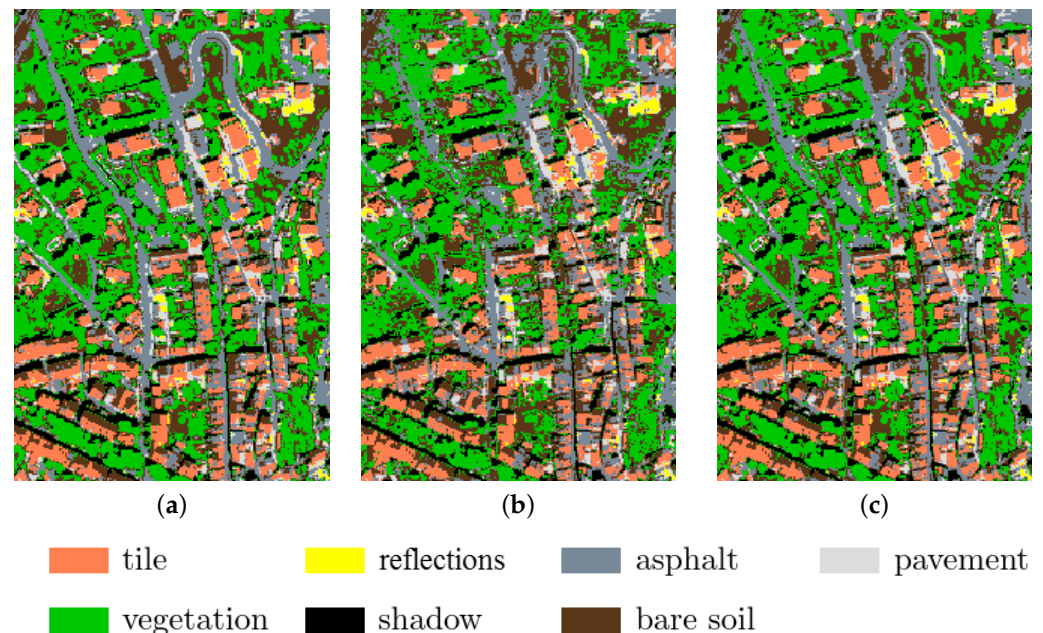 (a) (b) (c)
tile reflections asphalt pavement
vegetation shadow bare soil